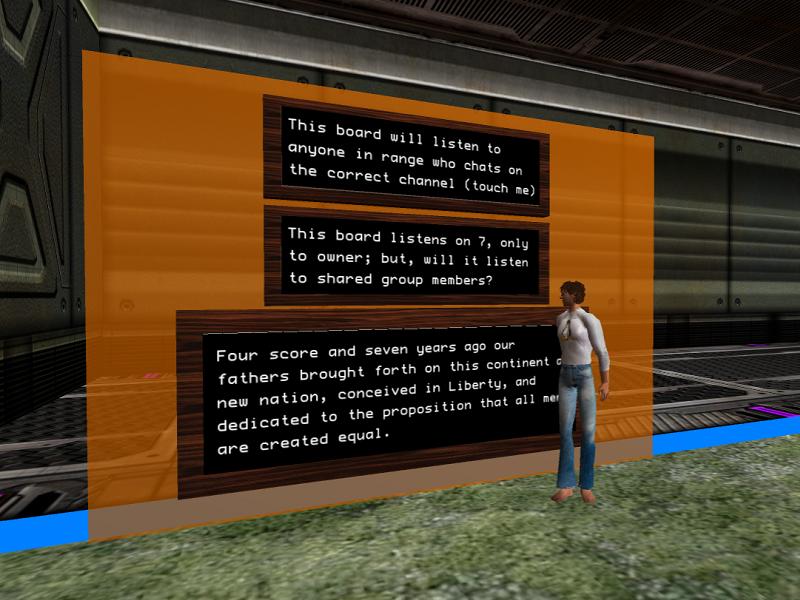 This board will listen to
anyone in range who chats on
the correct channel (touch me)
This board listens on 7, only
to owner; but, will it listen
to shared group members?
Four score and seven years ago our
fathers brought forth on this continent
new nation, conceived in Liberty, and
dedicated to the proposition that all
are created equal.